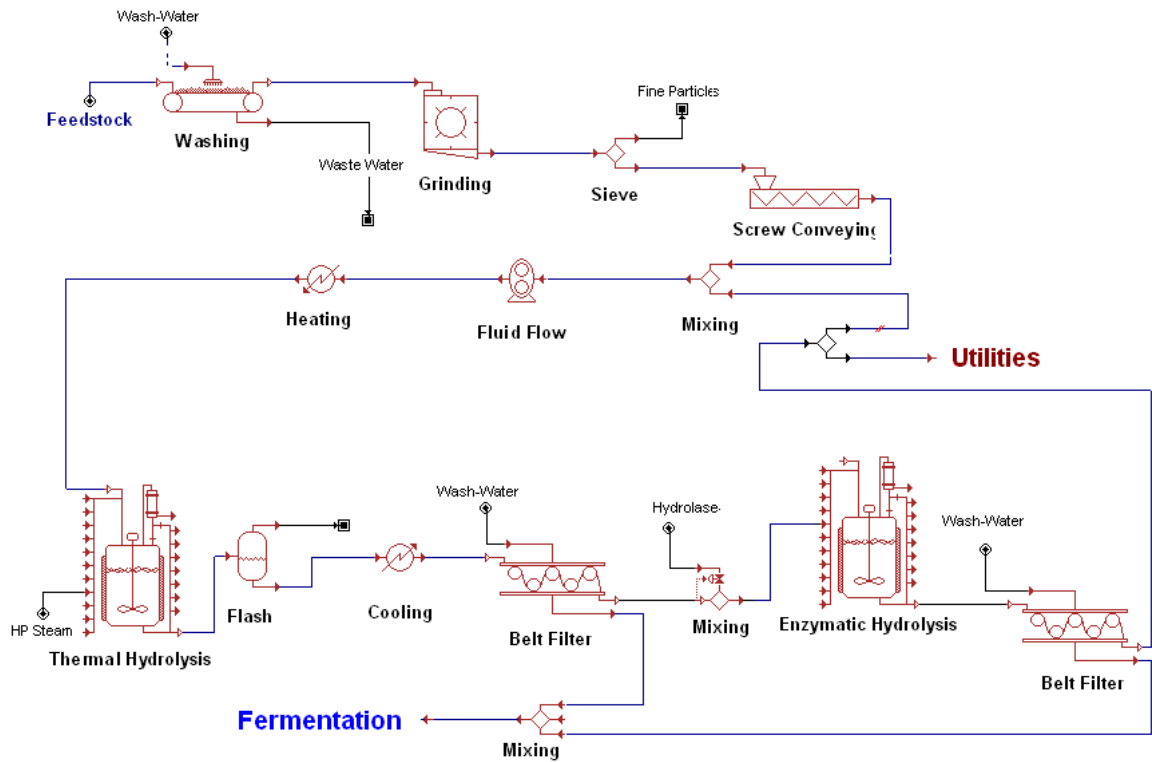 Wash-Water
Feedstock
Washing
Waste Water
Grinding
Fine Particles
Sieve
Screw Conveying
Heating
Fluid Flow
Mixing
Utilities
HP Steam
Thermal Hydrolysis
Flash
Cooling
Wash-Water
Belt Filter
Hydrolase
Mixing
Enzymatic Hydrolysis
Wash-Water
Belt Filter
Fermentation
Mixing